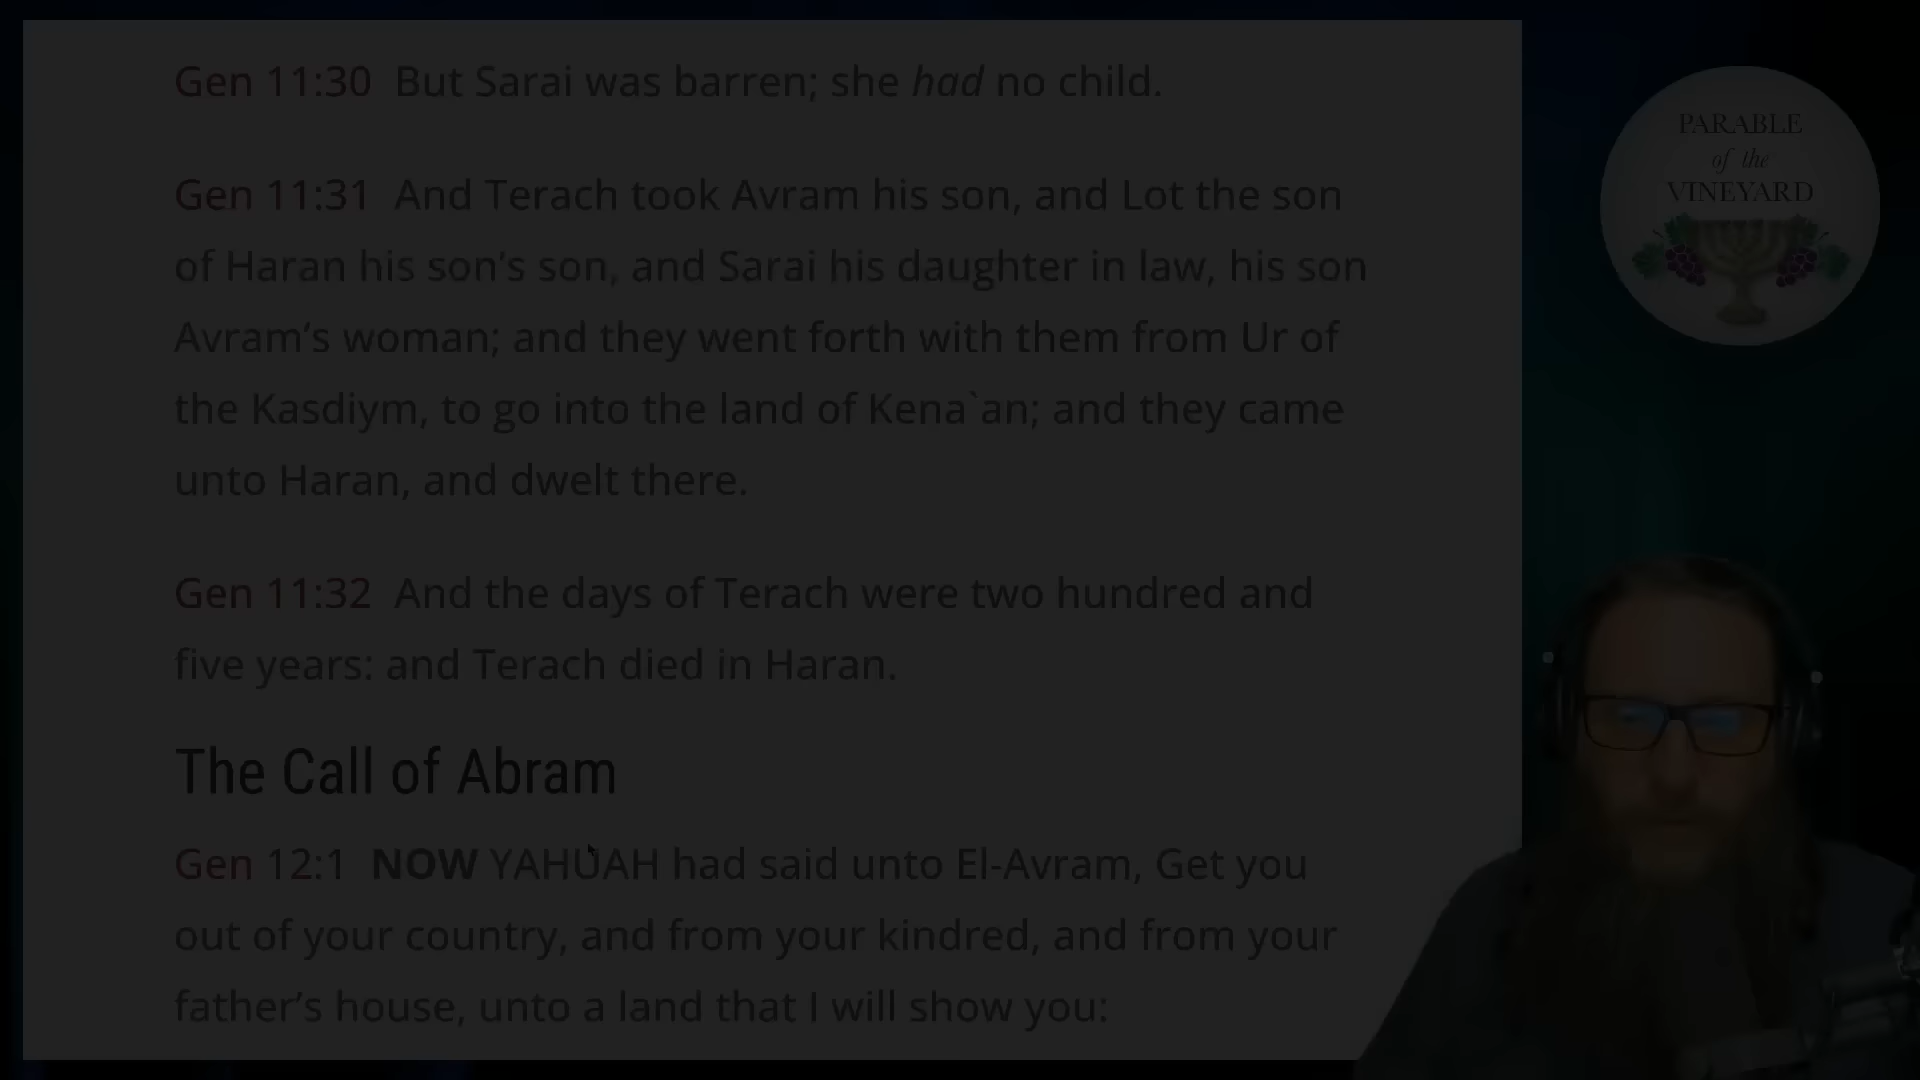 Gen 11:30 But Sarai was barren; she had no child.
Gen 11:31 And Terach took Avram his son, and Lot the son
of Haran his son's son, and Sarai his daughter in law, his son
Avram's woman; and they went forth with them from Ur of
the Kasdiym, to go into the land of Kena`an; and they came
unto Haran, and dwelt there.
Gen 11:32 And the days of Terach were two hundred and
five years: and Terach died in Haran.
The Call of Abram
Gen 12:1 NOW YAHUAH had said unto El-Avram, Get you
out of your country, and from your kindred, and from your
father's house, unto a land that I will show you:
PARABLE
of the
VINEYARD